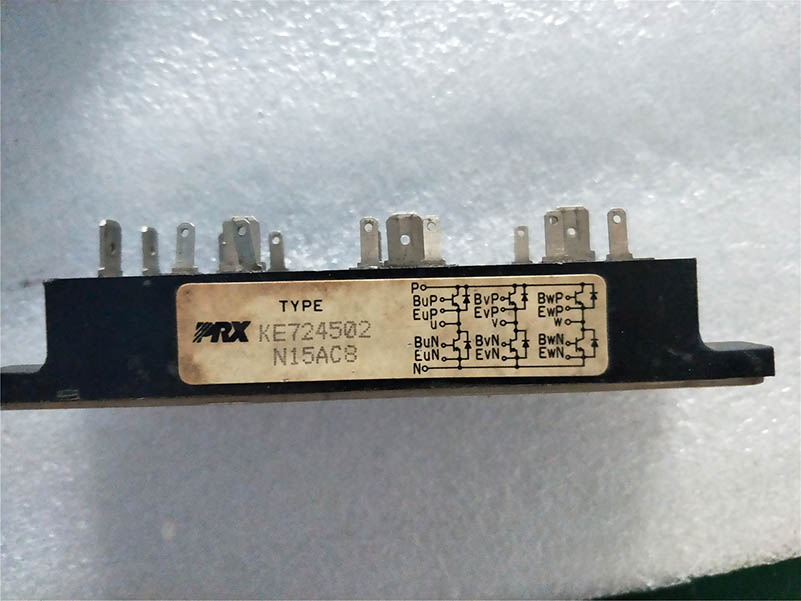 TYPE
PRX KE724502
N15AC8
P
BuP
EuP
u
BuN
EuN
N
BvP
EvP
v
BvN
EvN
BwP
EwP
w
BwN
EwN